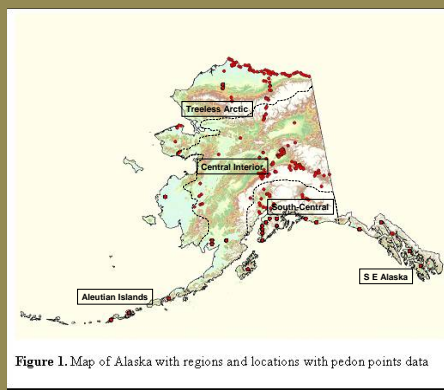 Treeless Arctic
Central Interior
South-Central
S E Alaska
Aleutian Islands
Figure 1. Map of Alaska with regions and locations with pedon points data